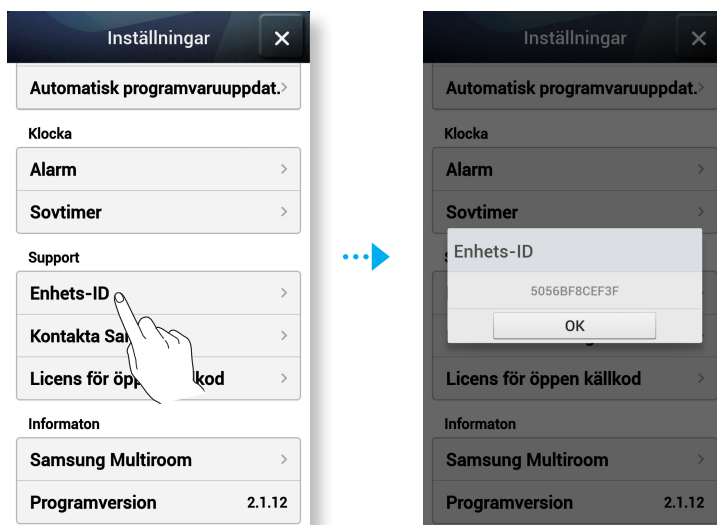 Inställningar
Automatisk programvaruuppdat.
Klocka
Alarm
Sovtimer
Support
Enhets-ID
Kontakta
Licens för kod
Informaton
Samsung Multiroom
Programversion 2.1.12
Inställningar
Automatisk programvaruuppdat.
Klocka
Alarm
Sovtimer
Enhets-ID
5056BF8CEF3F
OK
Licens för öppen källkod
Informaton
Samsung Multiroom
Programversion 2.1.12